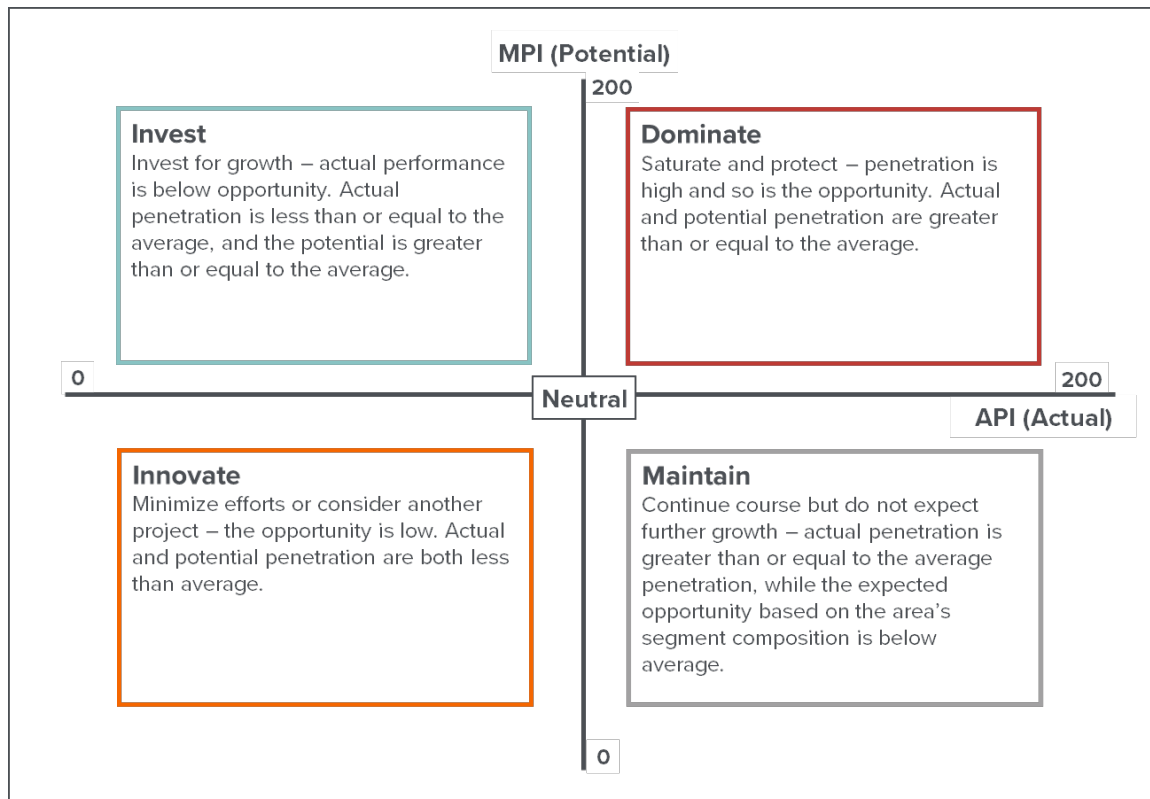 MPI (Potential)
200
Invest
Invest for growth – actual performance
is below opportunity. Actual
penetration is less than or equal to the
average, and the potential is greater
than or equal to the average.
Dominate
Saturate and protect – penetration is
high and so is the opportunity. Actual
and potential penetration are greater
than or equal to the average.
0
Neutral
200
API (Actual)
Innovate
Minimize efforts or consider another
project – the opportunity is low. Actual
and potential penetration are both less
than average.
Maintain
Continue course but do not expect
further growth – actual penetration is
greater than or equal to the average
penetration, while the expected
opportunity based on the area’s
segment composition is below
average.
0